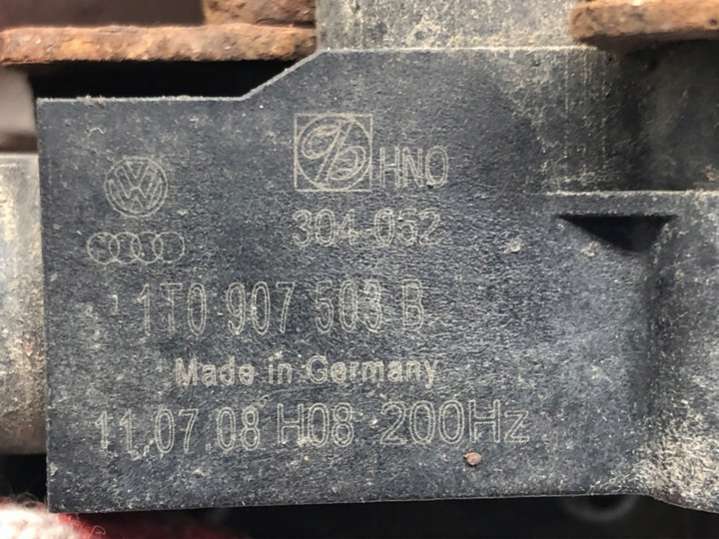 HNO
304-052
1T0 907 503 B
Made in Germany
11.07.08 H08 200Hz